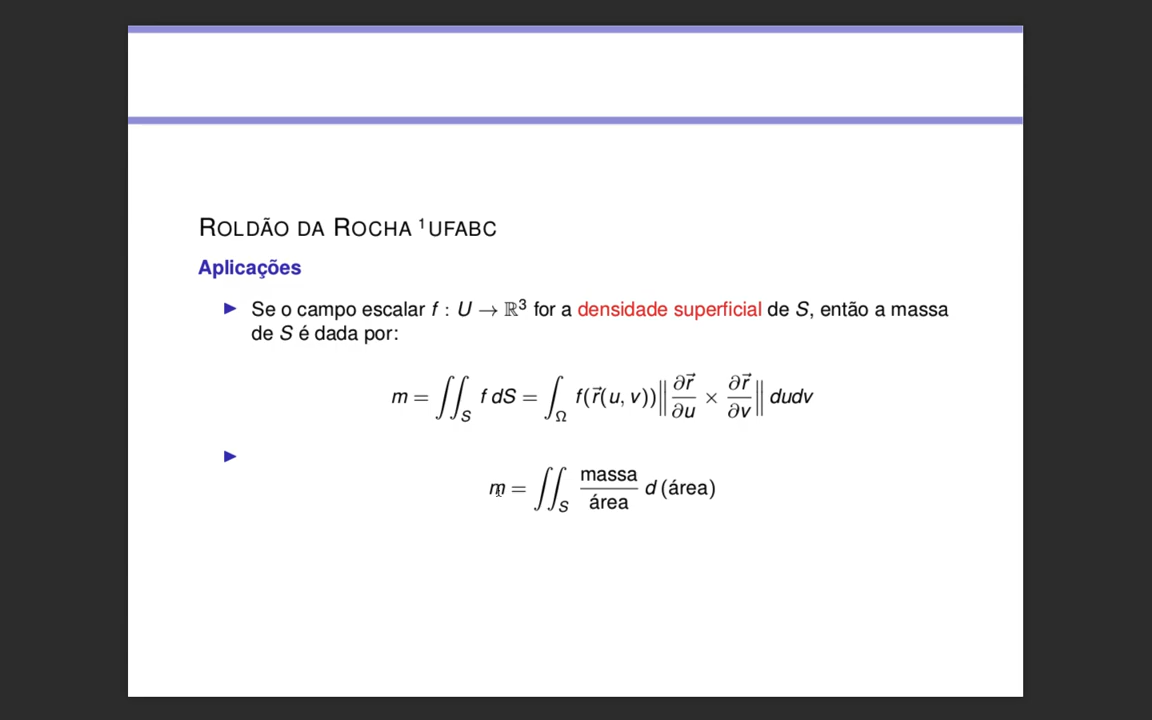 ROLDÃO DA ROCHA ¹UFABC
Aplicações
▶ Se o campo escalar f : U → ℝ³ for a densidade superficial de S, então a massa
de S é dada por:
m = ∬_S f dS = ∫_Ω f(r⃗(u, v)) ‖ ∂r⃗/∂u × ∂r⃗/∂v ‖ dudv
▶
m = ∬_S massa/área d (área)